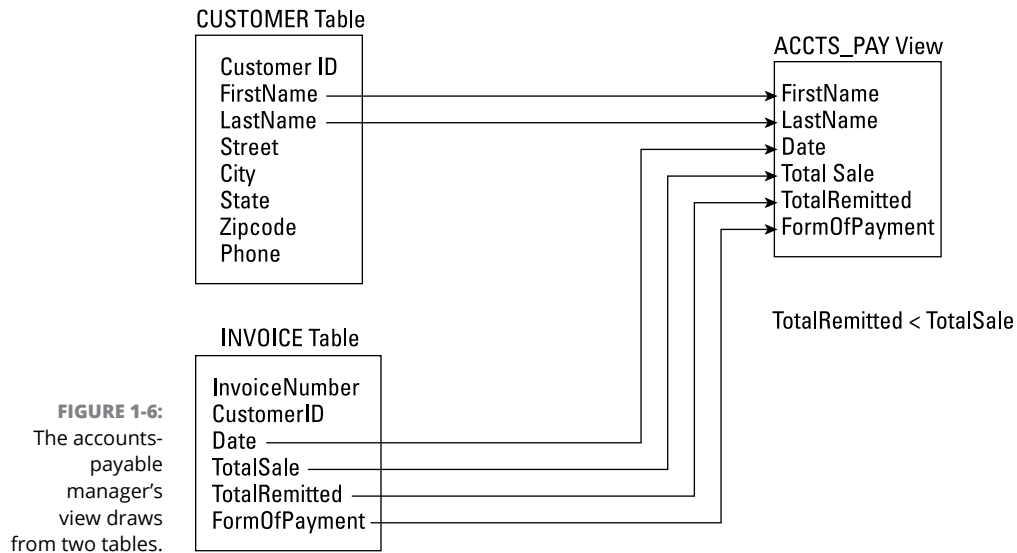 CUSTOMER Table
Customer ID
FirstName
LastName
Street
City
State
Zipcode
Phone
ACCTS_PAY View
FirstName
LastName
Date
Total Sale
TotalRemitted
FormOfPayment
TotalRemitted < TotalSale
INVOICE Table
InvoiceNumber
CustomerID
Date
TotalSale
TotalRemitted
FormOfPayment
FIGURE 1-6:
The accounts-
payable
manager's
view draws
from two tables.